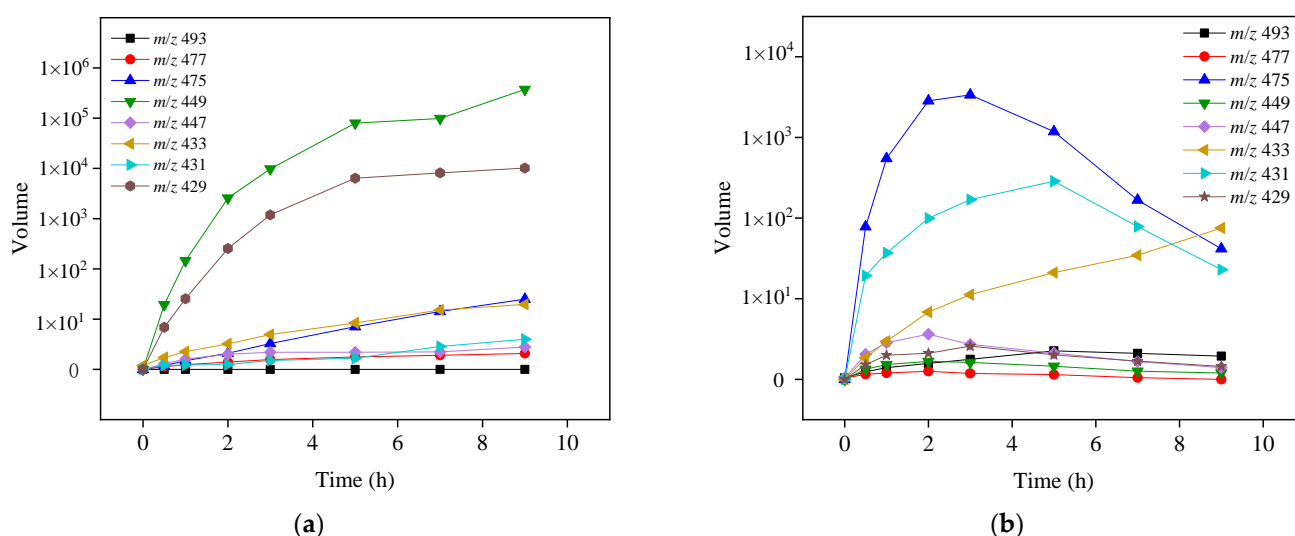 m/z 493
m/z 477
m/z 475
m/z 449
m/z 447
m/z 433
m/z 431
m/z 429
1×10⁶
1×10⁵
1×10⁴
1×10³
1×10²
1×10¹
0
Volume
0 2 4 6 8 10
Time (h)
(a)
m/z 493
m/z 477
m/z 475
m/z 449
m/z 447
m/z 433
m/z 431
m/z 429
1×10⁴
1×10³
1×10²
1×10¹
0
Volume
0 2 4 6 8 10
Time (h)
(b)